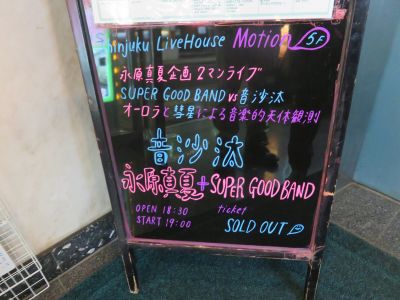 Shinjuku LiveHouse Motion 5F
永原真夏企画 2マンライブ
SUPER GOOD BAND vs 音沙汰
オーロラと彗星による音楽的天体観測
音沙汰
永原真夏+SUPER GOOD BAND
OPEN 18:30 ticket
START 19:00 SOLD OUT